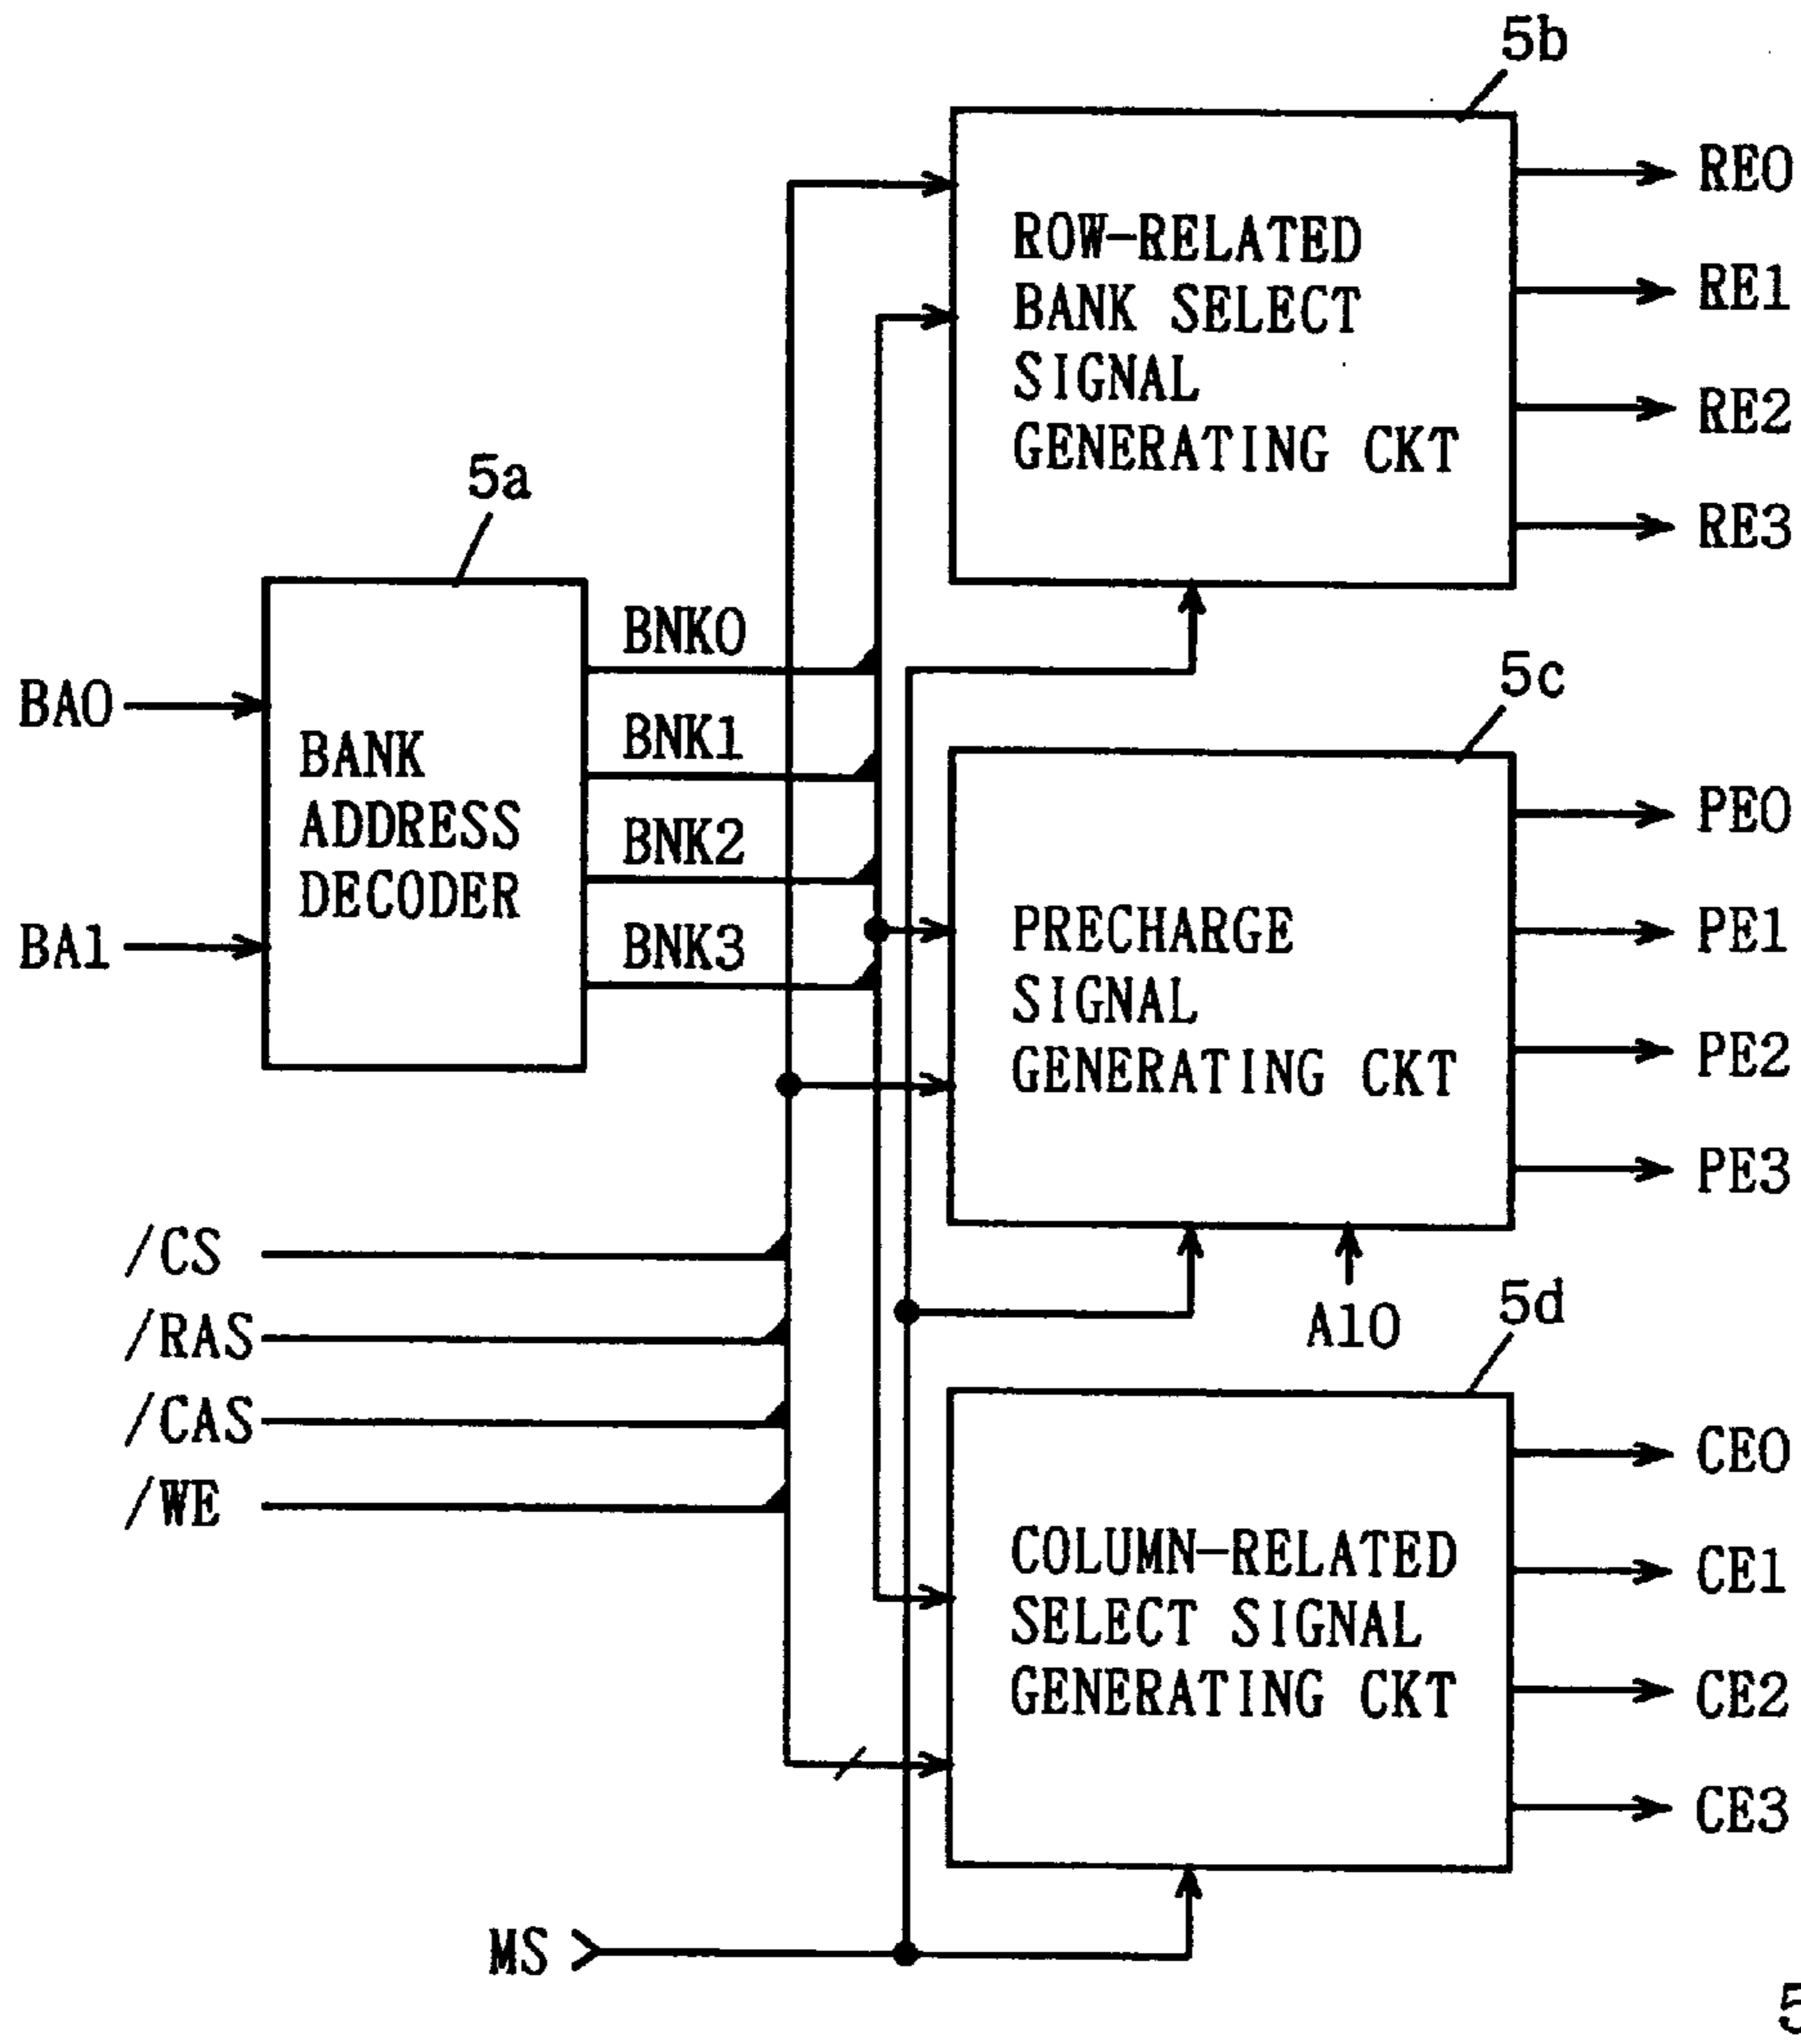 5b
RE0
ROW-RELATED
BANK SELECT
SIGNAL
GENERATING CKT
RE1
RE2
RE3
5a
BNK0
BNK1
BNK2
BNK3
BA0
BA1
BANK
ADDRESS
DECODER
5c
PE0
PRECHARGE
SIGNAL
GENERATING CKT
PE1
PE2
PE3
/CS
/RAS
/CAS
/WE
A10
5d
CE0
COLUMN-RELATED
SELECT SIGNAL
GENERATING CKT
CE1
CE2
CE3
MS
5